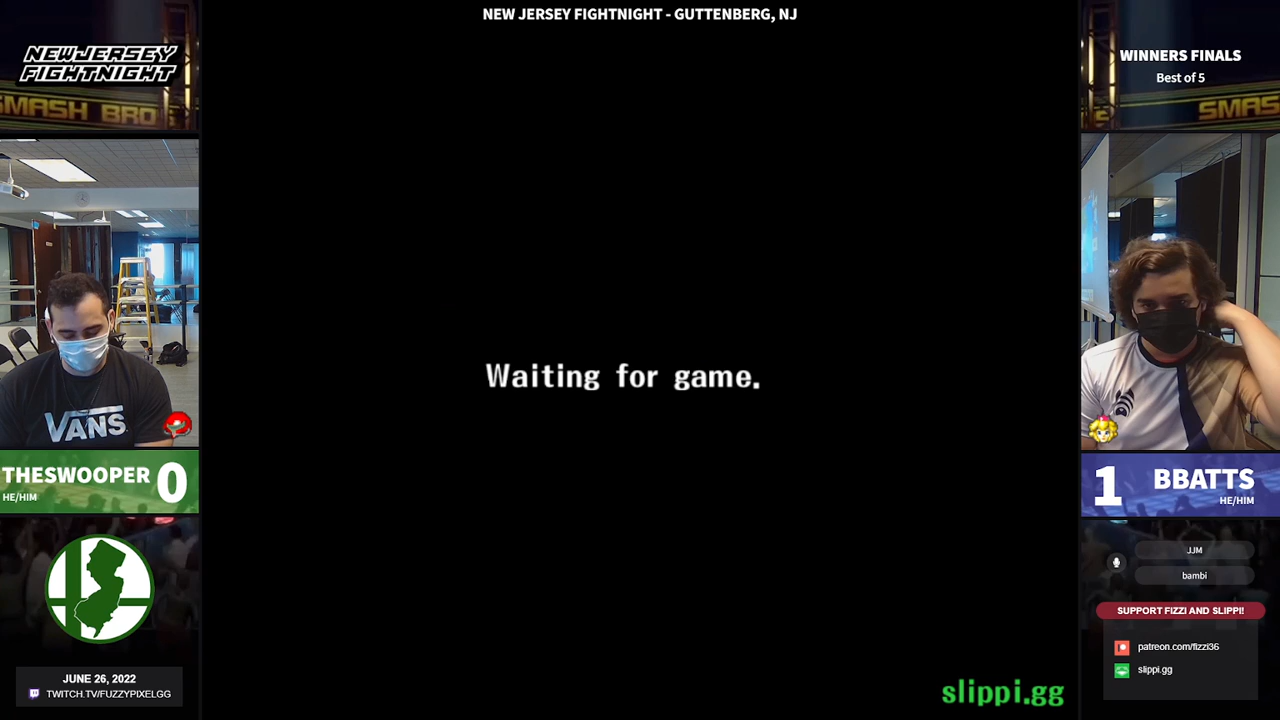 NEW JERSEY FIGHTNIGHT - GUTTENBERG, NJ
NEWJERSEY
FIGHTNIGHT
SMASH BRO
WINNERS FINALS
Best of 5
SMAS
Waiting for game.
VANS
THESWOOPER 0
HE/HIM
1 BBATTS
HE/HIM
JJM
bambi
SUPPORT FIZZI AND SLIPPI!
patreon.com/fizzi36
slippi.gg
JUNE 26, 2022
TWITCH.TV/FUZZYPIXELGG
slippi.gg